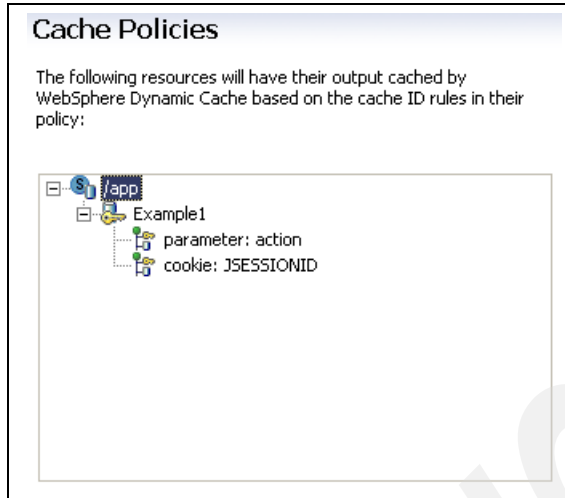 Cache Policies
The following resources will have their output cached by
WebSphere Dynamic Cache based on the cache ID rules in their
policy:
/app
Example1
parameter: action
cookie: JSESSIONID